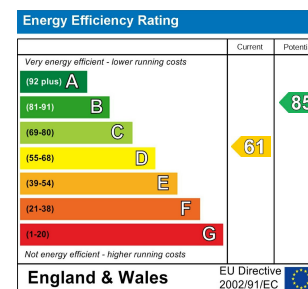 Energy Efficiency Rating
Current Potenti
Very energy efficient - lower running costs
(92 plus) A
(81-91) B
(69-80) C
(55-68) D
(39-54) E
(21-38) F
(1-20) G
61
85
Not energy efficient - higher running costs
England & Wales
EU Directive
2002/91/EC